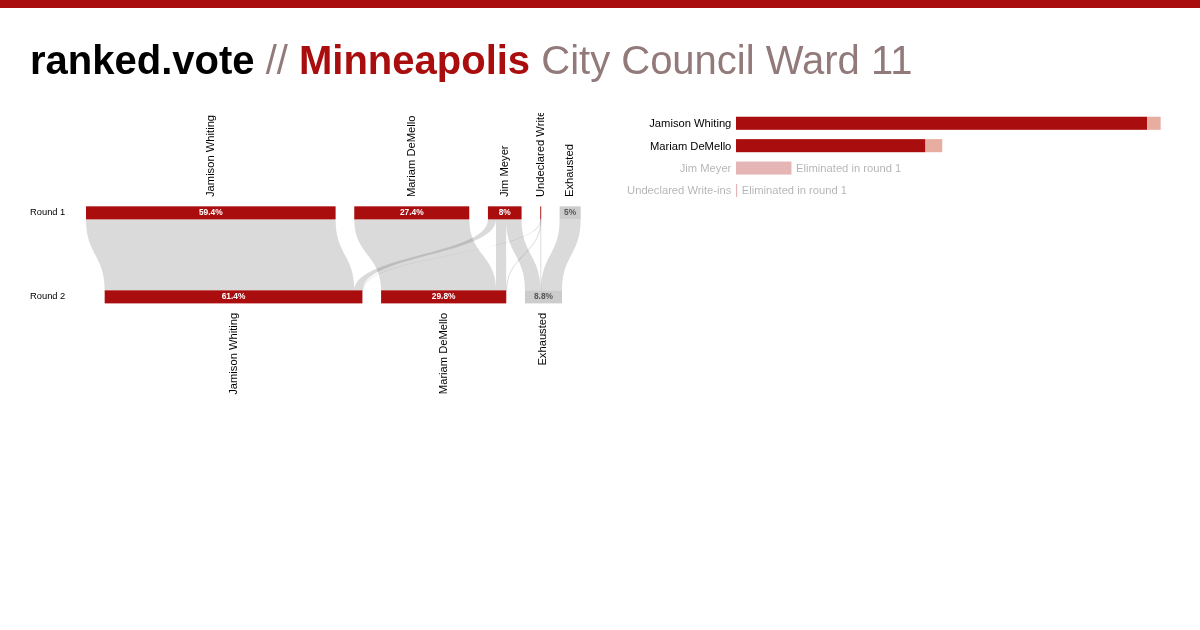 ranked.vote // Minneapolis City Council Ward 11
Jamison Whiting
Mariam DeMello
Jim Meyer
Undeclared Write
Exhausted
Round 1
59.4%
27.4%
8%
5%
Round 2
61.4%
29.8%
8.8%
Jamison Whiting
Mariam DeMello
Exhausted
Jamison Whiting
Mariam DeMello
Jim Meyer Eliminated in round 1
Undeclared Write-ins Eliminated in round 1